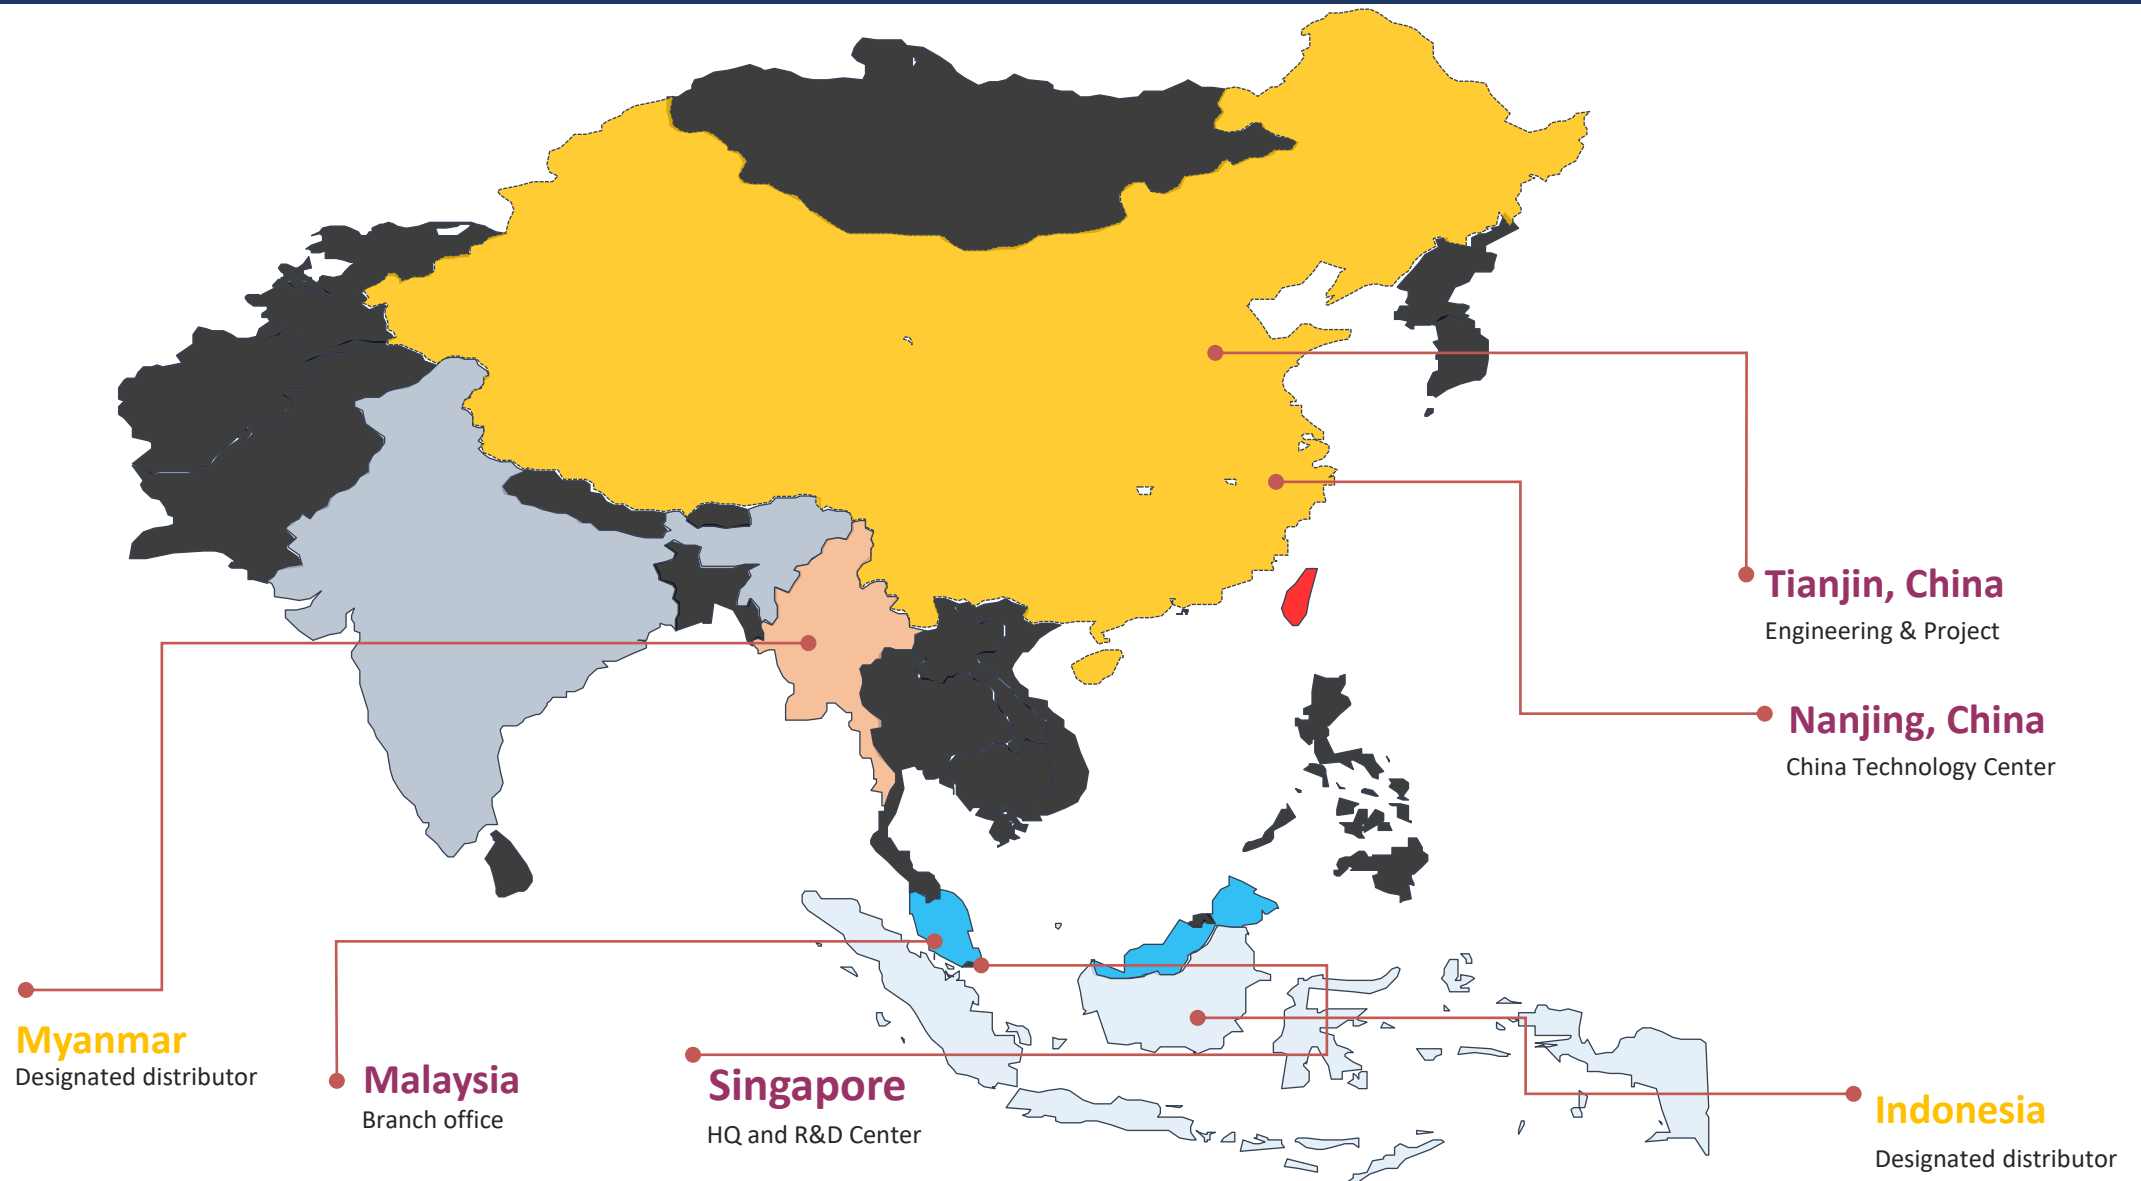 Tianjin, China
Engineering & Project
Nanjing, China
China Technology Center
Myanmar
Designated distributor
Malaysia
Branch office
Singapore
HQ and R&D Center
Indonesia
Designated distributor